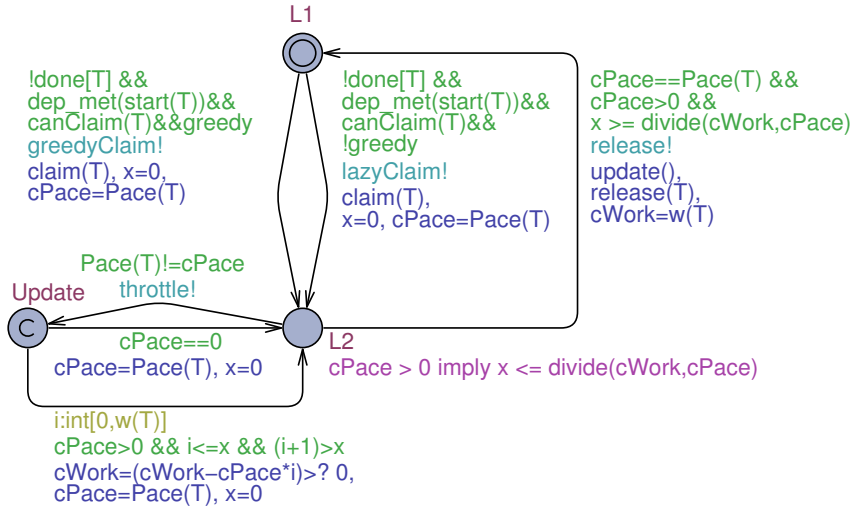 L1
!done[T] &&
dep_met(start(T))&&
canClaim(T)&&greedy
greedyClaim!
claim(T), x=0,
cPace=Pace(T)
!done[T] &&
dep_met(start(T))&&
canClaim(T)&&
!greedy
lazyClaim!
claim(T),
x=0, cPace=Pace(T)
cPace==Pace(T) &&
cPace>0 &&
x >= divide(cWork,cPace)
release!
update(),
release(T),
cWork=w(T)
Pace(T)!=cPace
throttle!
Update
C
cPace==0
cPace=Pace(T), x=0
L2
cPace > 0 imply x <= divide(cWork,cPace)
i:int[0,w(T)]
cPace>0 && i<=x && (i+1)>x
cWork=(cWork−cPace*i)>? 0,
cPace=Pace(T), x=0